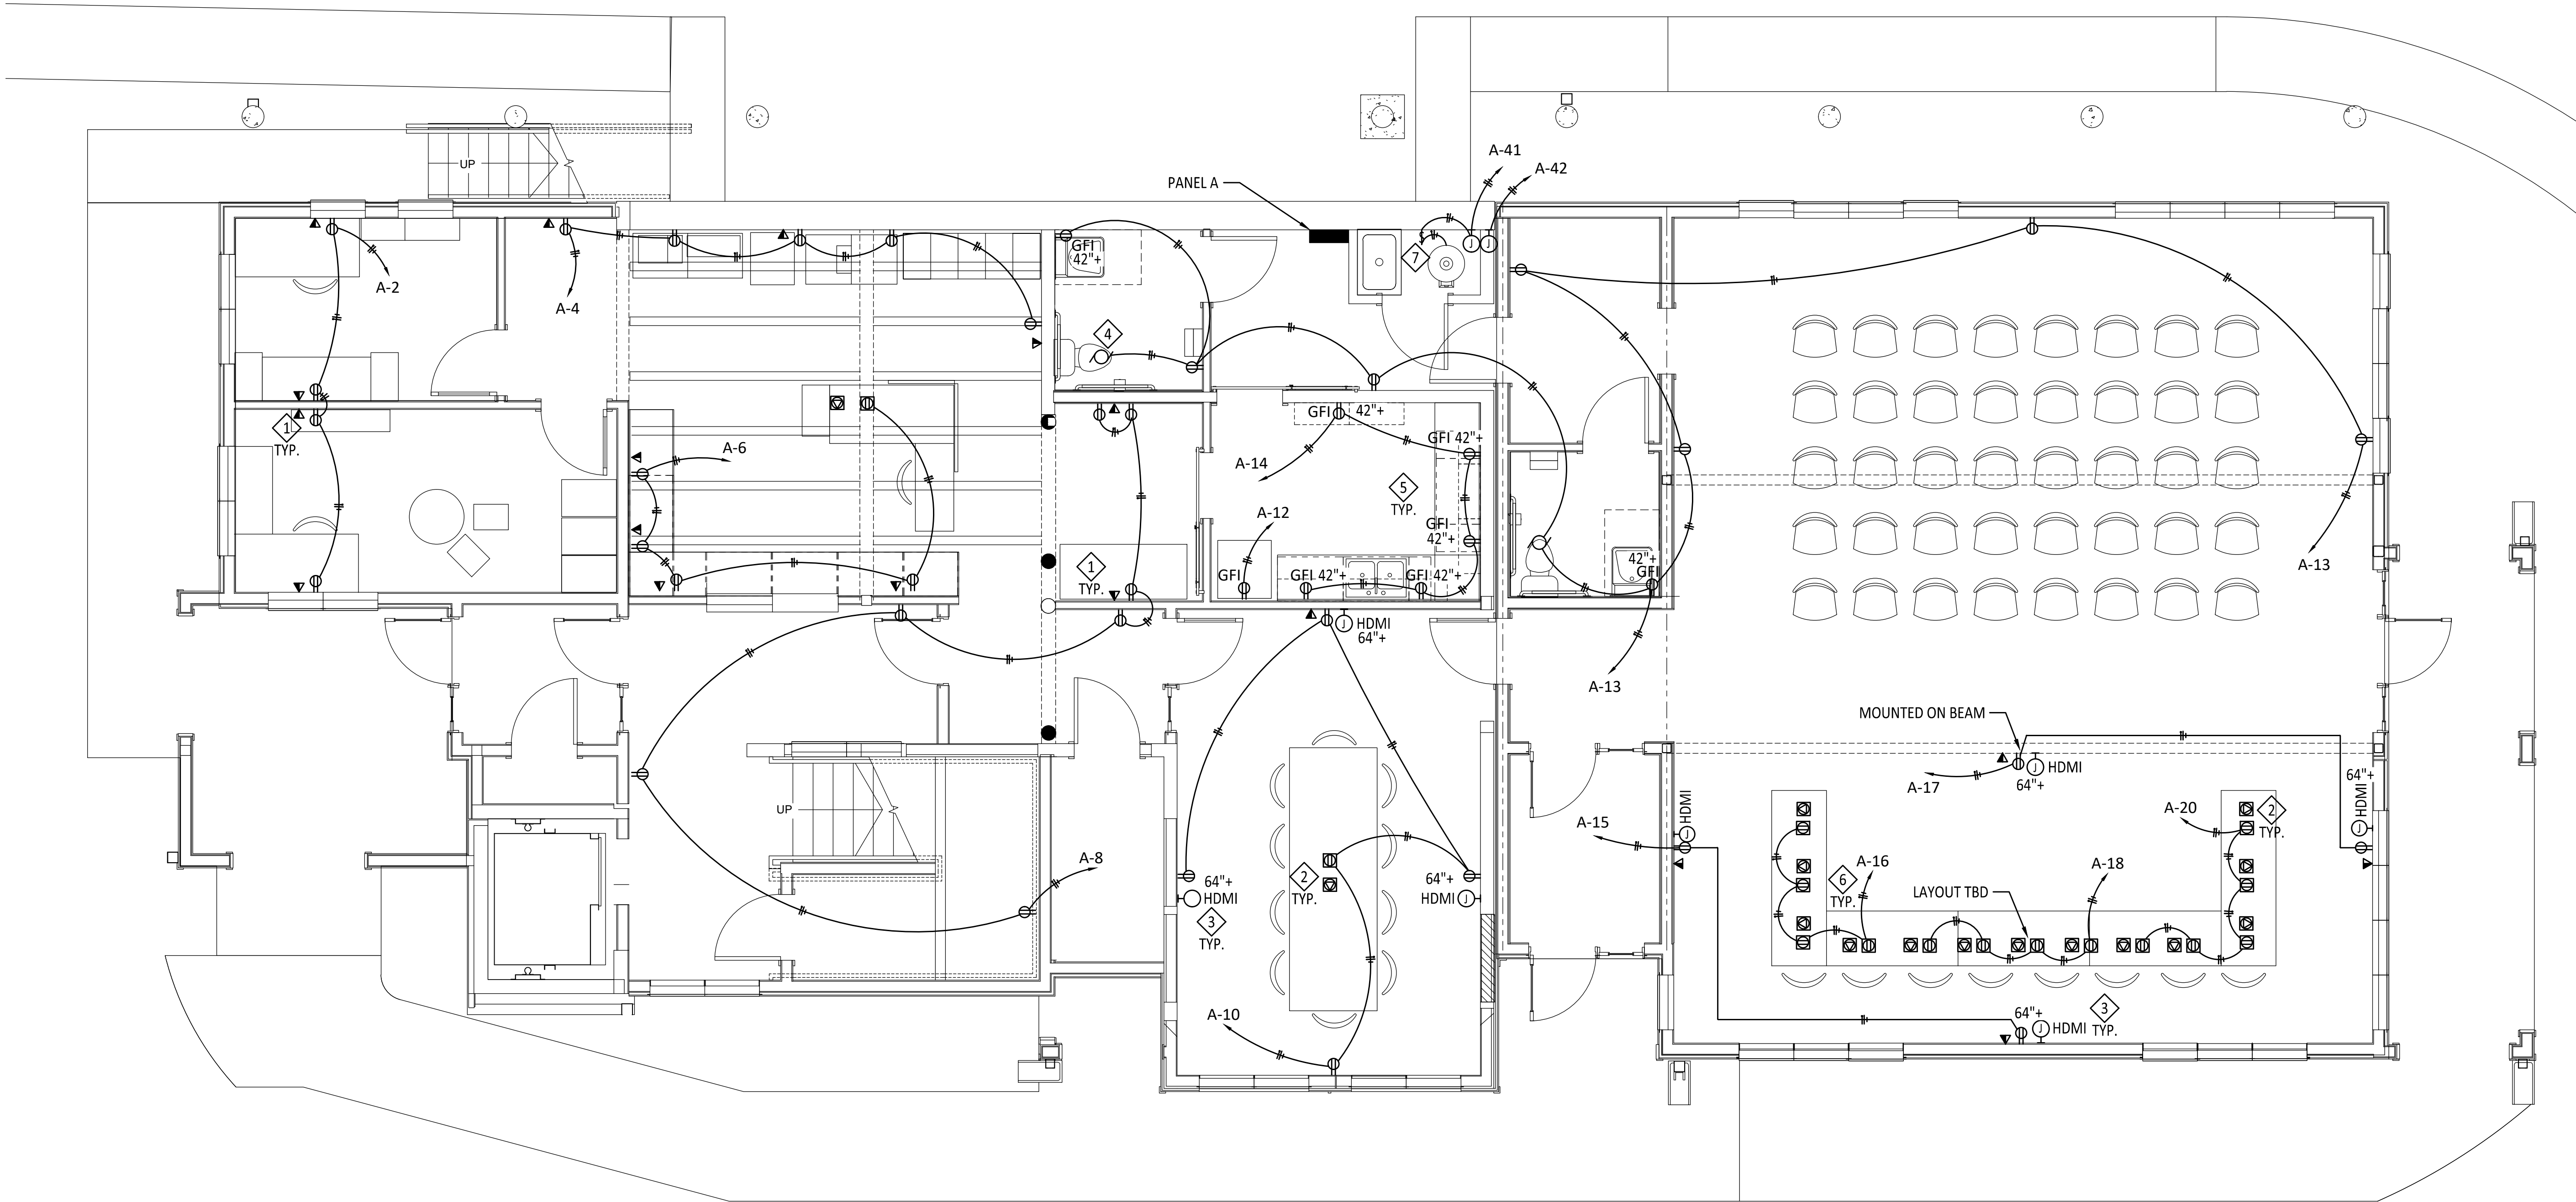 A-41
A-42
UP
PANEL A
GFI
42"+
7
A-2
A-4
4
1
TYP.
GFI
42"+
GFI 42"+
A-6
A-14
5
TYP.
A-12
GFI
42"+
1
TYP.
GFI
GFI 42"+
GFI 42"+
42"+
GFI
A-13
J
HDMI
64"+
A-13
MOUNTED ON BEAM
J
HDMI
64"+
A-17
64"+
HDMI
J
UP
HDMI
J
A-15
A-20
2
TYP.
A-8
A-16
A-18
6
TYP.
LAYOUT TBD
64"+
HDMI
3
TYP.
2
TYP.
64"+
HDMI
J
A-10
64"+
J
HDMI
3
TYP.
J
J